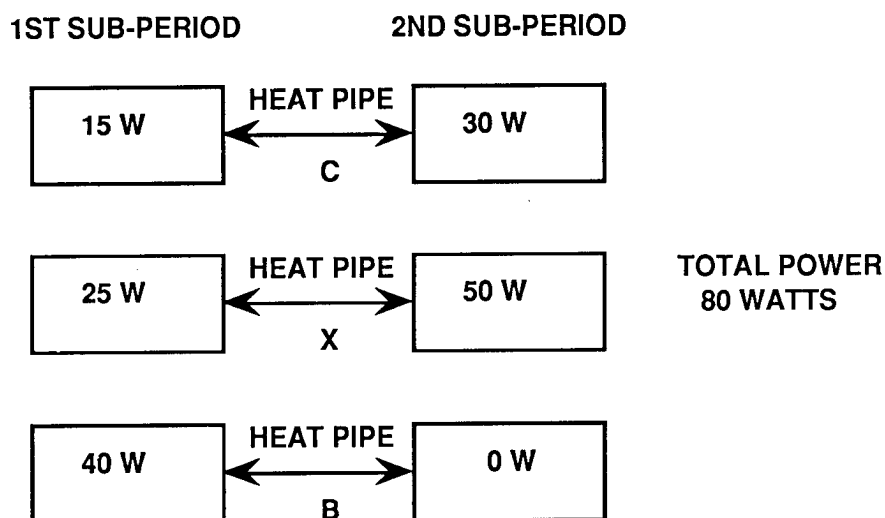 1ST SUB-PERIOD 2ND SUB-PERIOD
15 W HEAT PIPE 30 W
C
25 W HEAT PIPE 50 W TOTAL POWER
X 80 WATTS
40 W HEAT PIPE 0 W
B